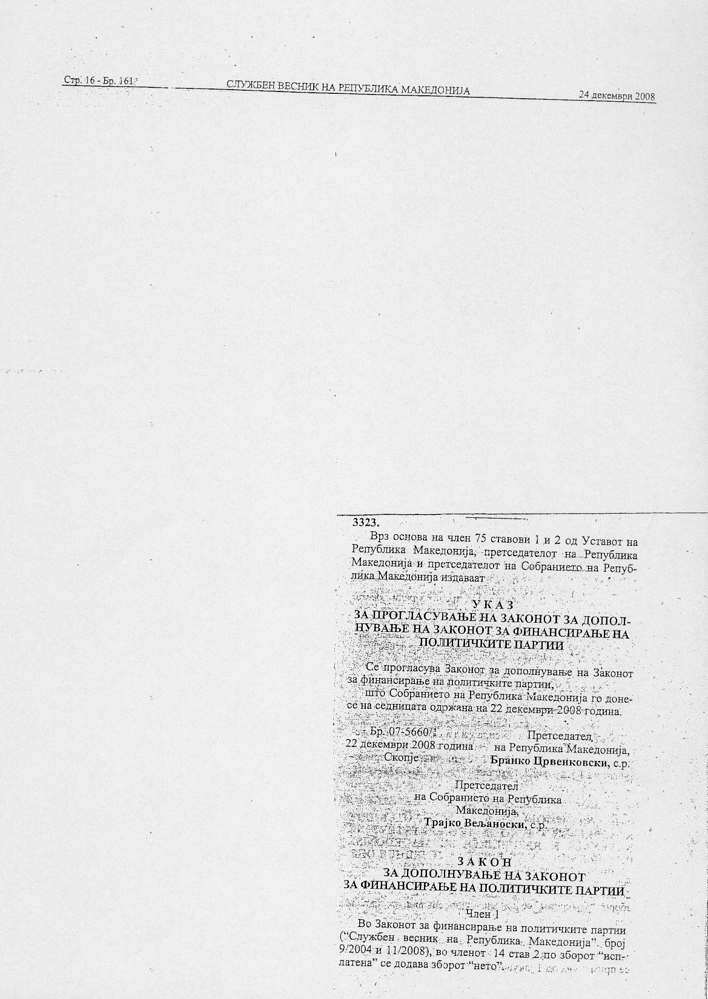 Стр. 16 - Бр. 161
СЛУЖБЕН ВЕСНИК НА РЕПУБЛИКА МАКЕДОНИЈА
24 декември 2008
3323.
Врз основа на член 75 ставови 1 и 2 од Уставот на
Република Македонија, претседателот на Република
Македонија и претседателот на Собранието на Репуб-
лика Македонија издаваат
У К А З
ЗА ПРОГЛАСУВАЊЕ НА ЗАКОНОТ ЗА ДОПОЛ-
НУВАЊЕ НА ЗАКОНОТ ЗА ФИНАНСИРАЊЕ НА
ПОЛИТИЧКИТЕ ПАРТИИ
Се прогласува Законот за дополнување на Законот
за финансирање на политичките партии,
што Собранието на Република Македонија го доне-
се на седницата одржана на 22 декември 2008 година.
Бр. 07-5660/1 Претседател
22 декември 2008 година на Република Македонија,
Скопје Бранко Црвенковски, с.р.
Претседател
на Собранието на Република
Македонија,
Трајко Вељаноски, с.р.
З А К О Н
ЗА ДОПОЛНУВАЊЕ НА ЗАКОНОТ
ЗА ФИНАНСИРАЊЕ НА ПОЛИТИЧКИТЕ ПАРТИИ
Член 1
Во Законот за финансирање на политичките партии
(“Службен весник на Република Македонија” број
9/2004 и 11/2008), во членот 14 став 2 по зборот “исп-
латена” се додава зборот “нето”.